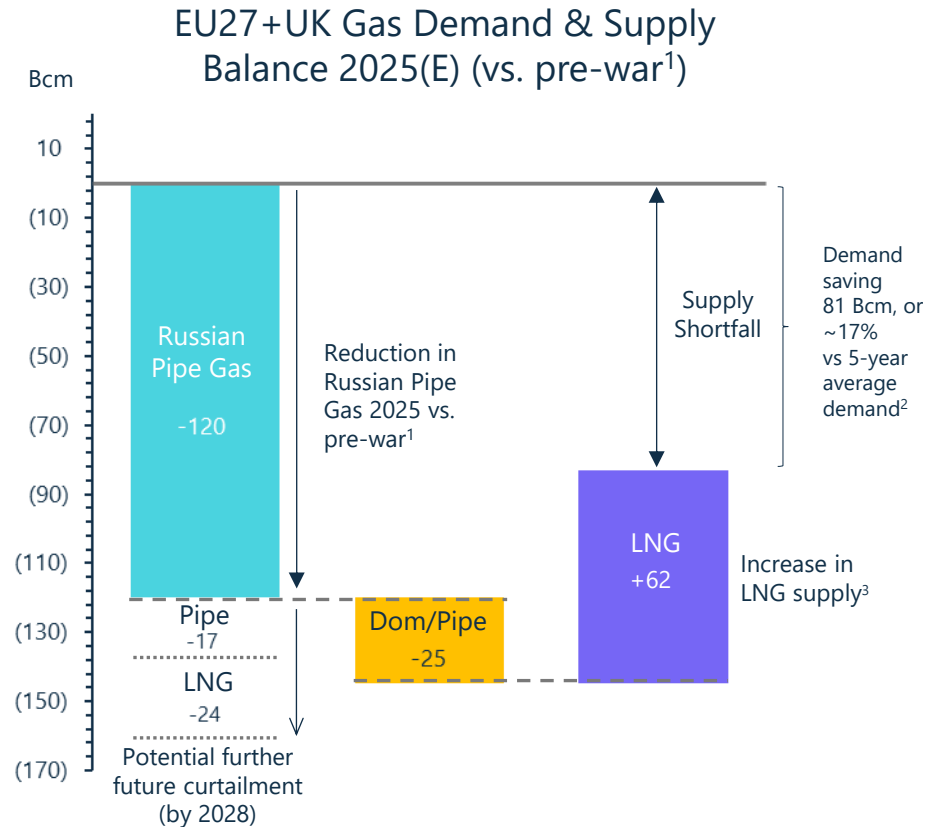 EU27+UK Gas Demand & Supply
Balance 2025(E) (vs. pre-war¹)
Bcm
10
(10)
(30)
(50)
(70)
(90)
(110)
(130)
(150)
(170)
Russian
Pipe Gas
-120
Reduction in
Russian Pipe
Gas 2025 vs.
pre-war¹
Pipe
-17
LNG
-24
Potential further
future curtailment
(by 2028)
Dom/Pipe
-25
Supply
Shortfall
LNG
+62
Increase in
LNG supply³
Demand
saving
81 Bcm, or
~17%
vs 5-year
average
demand²